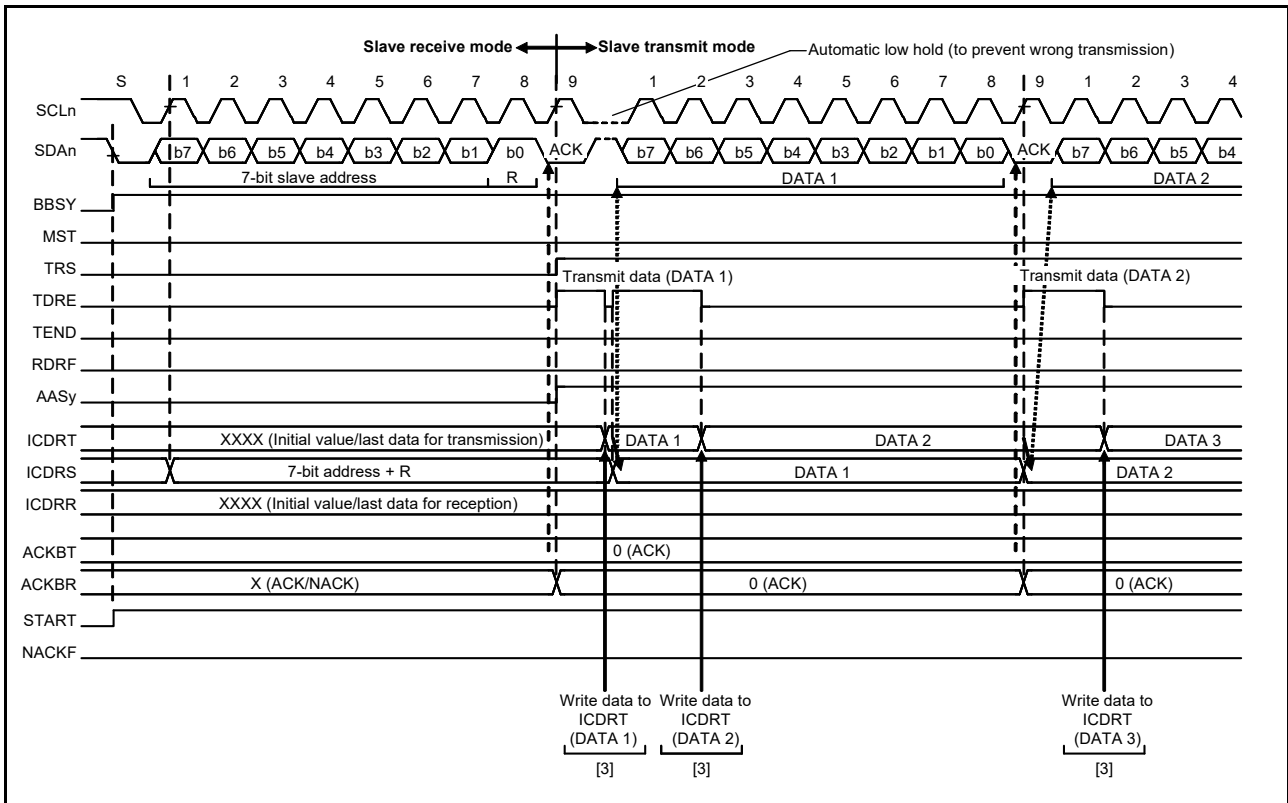 Slave receive mode Slave transmit mode
Automatic low hold (to prevent wrong transmission)
S 1 2 3 4 5 6 7 8 9 1 2 3 4 5 6 7 8 9 1 2 3 4
SCLn
SDAn b7 b6 b5 b4 b3 b2 b1 b0 ACK b7 b6 b5 b4 b3 b2 b1 b0 ACK b7 b6 b5 b4
7-bit slave address R DATA 1 DATA 2
BBSY
MST
TRS
Transmit data (DATA 1) Transmit data (DATA 2)
TDRE
TEND
RDRF
AASy
ICDRT XXXX (Initial value/last data for transmission) DATA 1 DATA 2 DATA 3
ICDRS 7-bit address + R DATA 1 DATA 2
ICDRR XXXX (Initial value/last data for reception)
ACKBT 0 (ACK)
ACKBR X (ACK/NACK) 0 (ACK) 0 (ACK)
START
NACKF
Write data to ICDRT (DATA 1) [3]
Write data to ICDRT (DATA 2) [3]
Write data to ICDRT (DATA 3) [3]